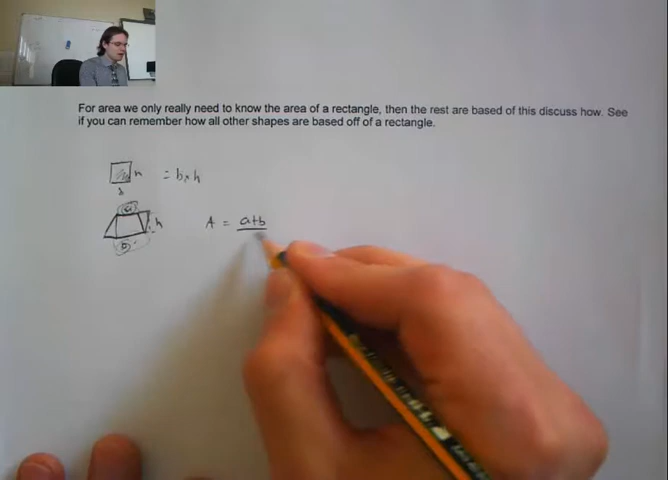 For area we only really need to know the area of a rectangle, then the rest are based of this discuss how. See
if you can remember how all other shapes are based off of a rectangle.
h = b x h
b
a
h A = a+b
b